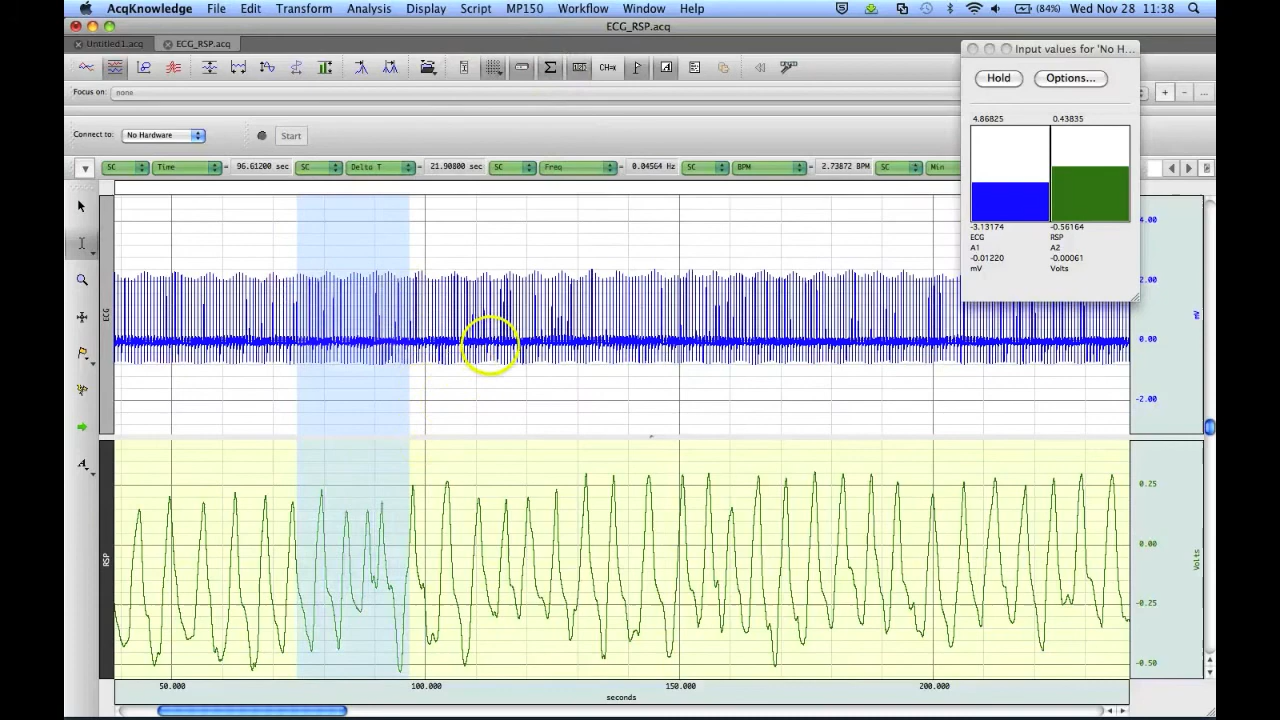 AcqKnowledge File Edit Transform Analysis Display Script MP150 Workflow Window Help (84%) Wed Nov 28 11:38
ECG_RSP.acq
Untitled1.acq ECG_RSP.acq
Input values for 'No H...
Hold Options...
Focus on: none
Connect to: No Hardware Start
4.86825 0.43835
SC Time = 96.61200 sec SC Delta T = 21.90800 sec SC Freq = 0.04564 Hz SC BPM = 2.73872 BPM SC Min
-3.13174 -0.56164
ECG RSP
A1 A2
-0.01220 -0.00061
mV Volts
ECG
4.00
2.00
0.00
-2.00
mV
RSP
0.25
0.00
-0.25
-0.50
Volts
50.000 100.000 150.000 200.000
seconds